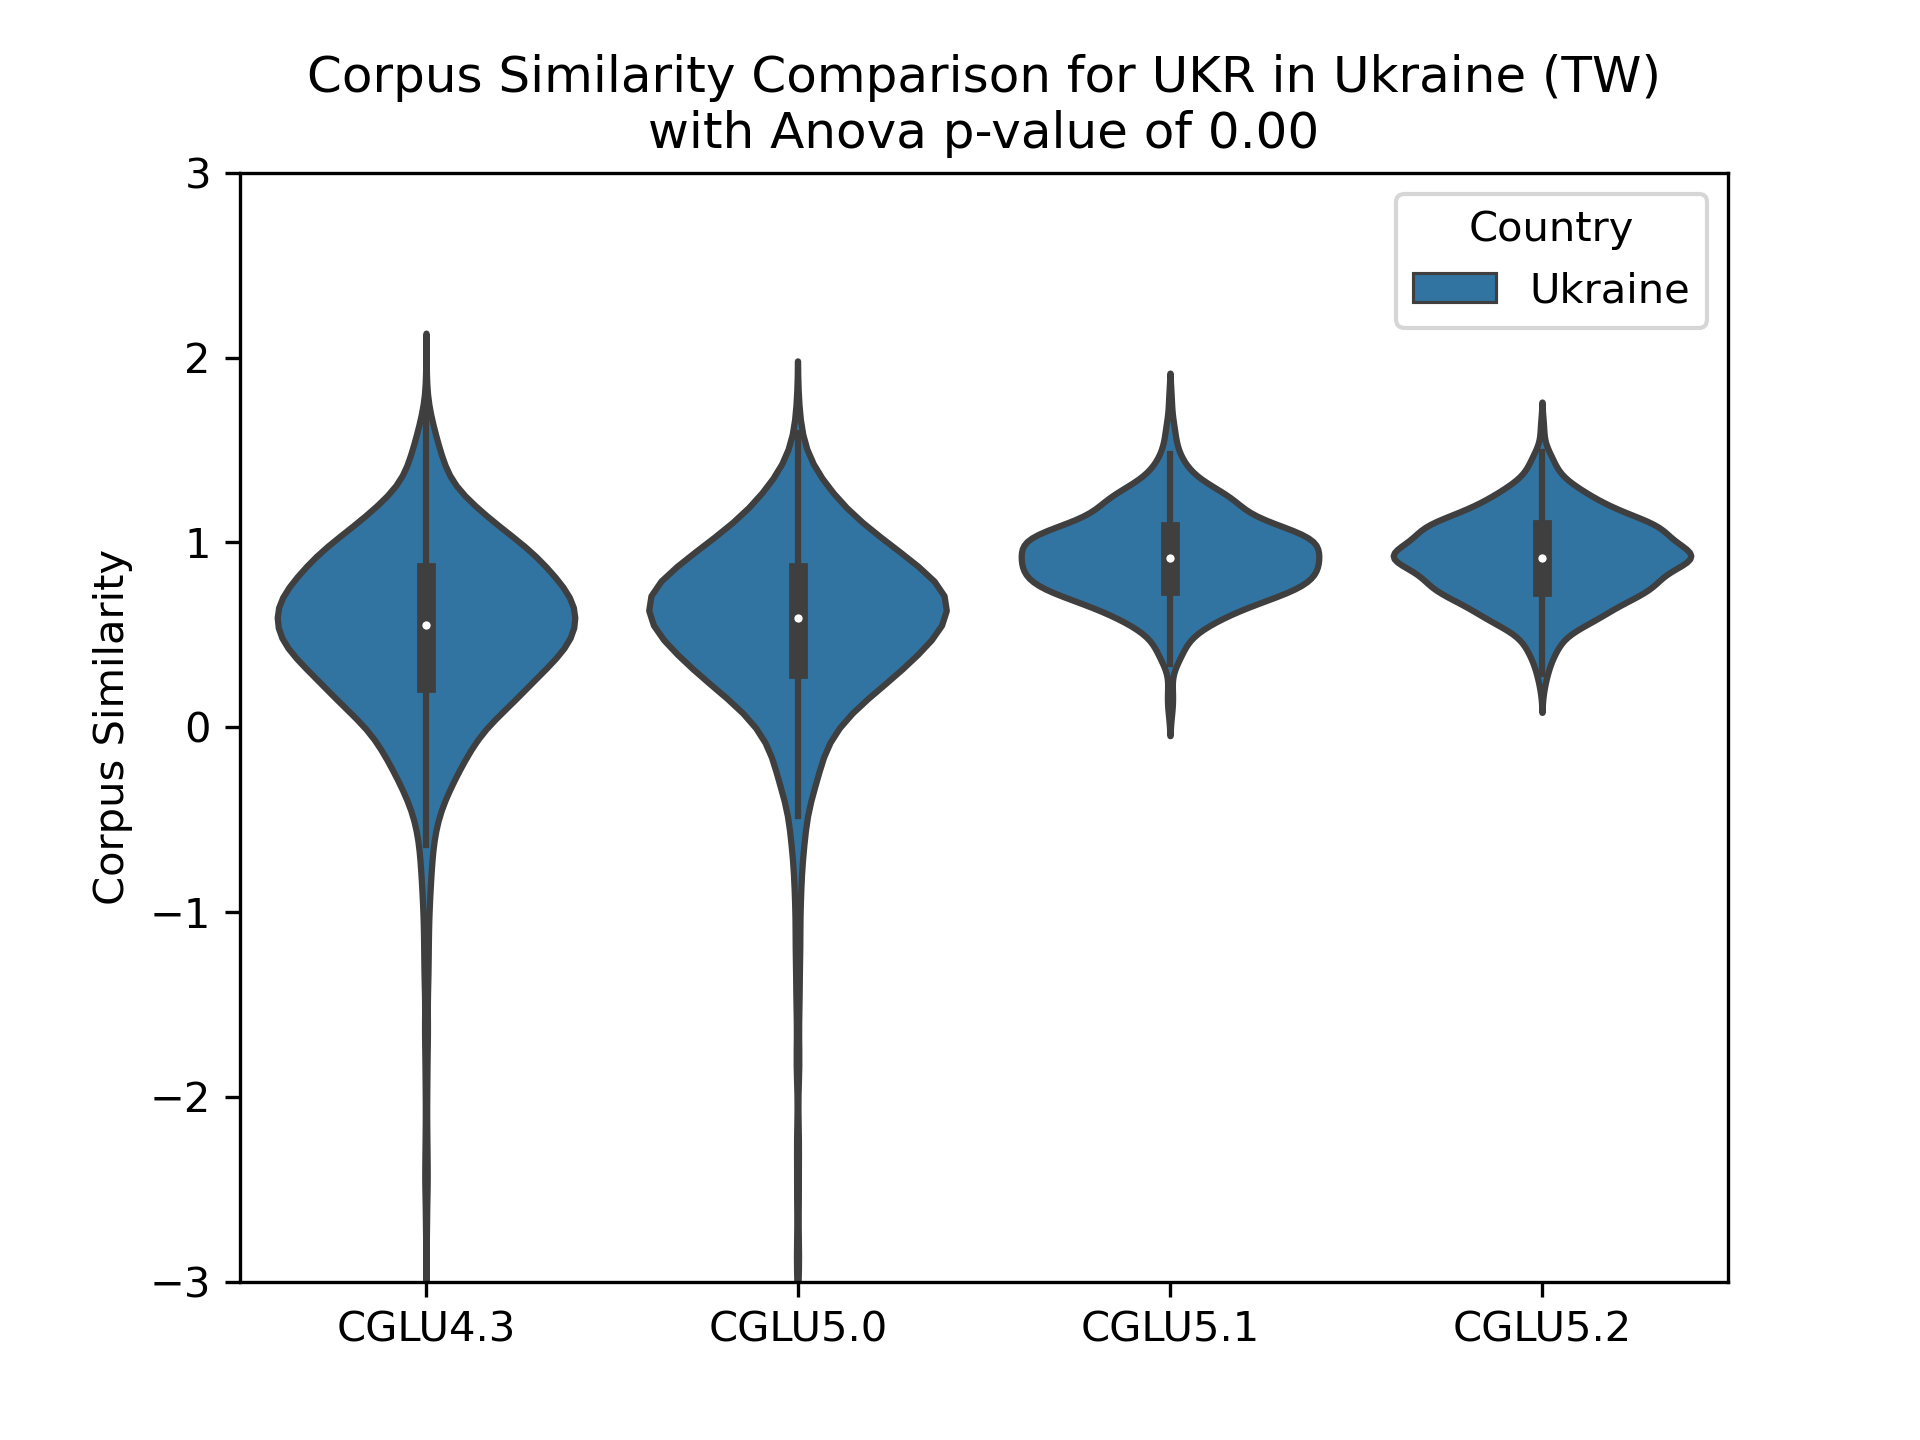 Corpus Similarity Comparison for UKR in Ukraine (TW)
with Anova p-value of 0.00
Country
Ukraine
Corpus Similarity
3
2
1
0
−1
−2
−3
CGLU4.3
CGLU5.0
CGLU5.1
CGLU5.2